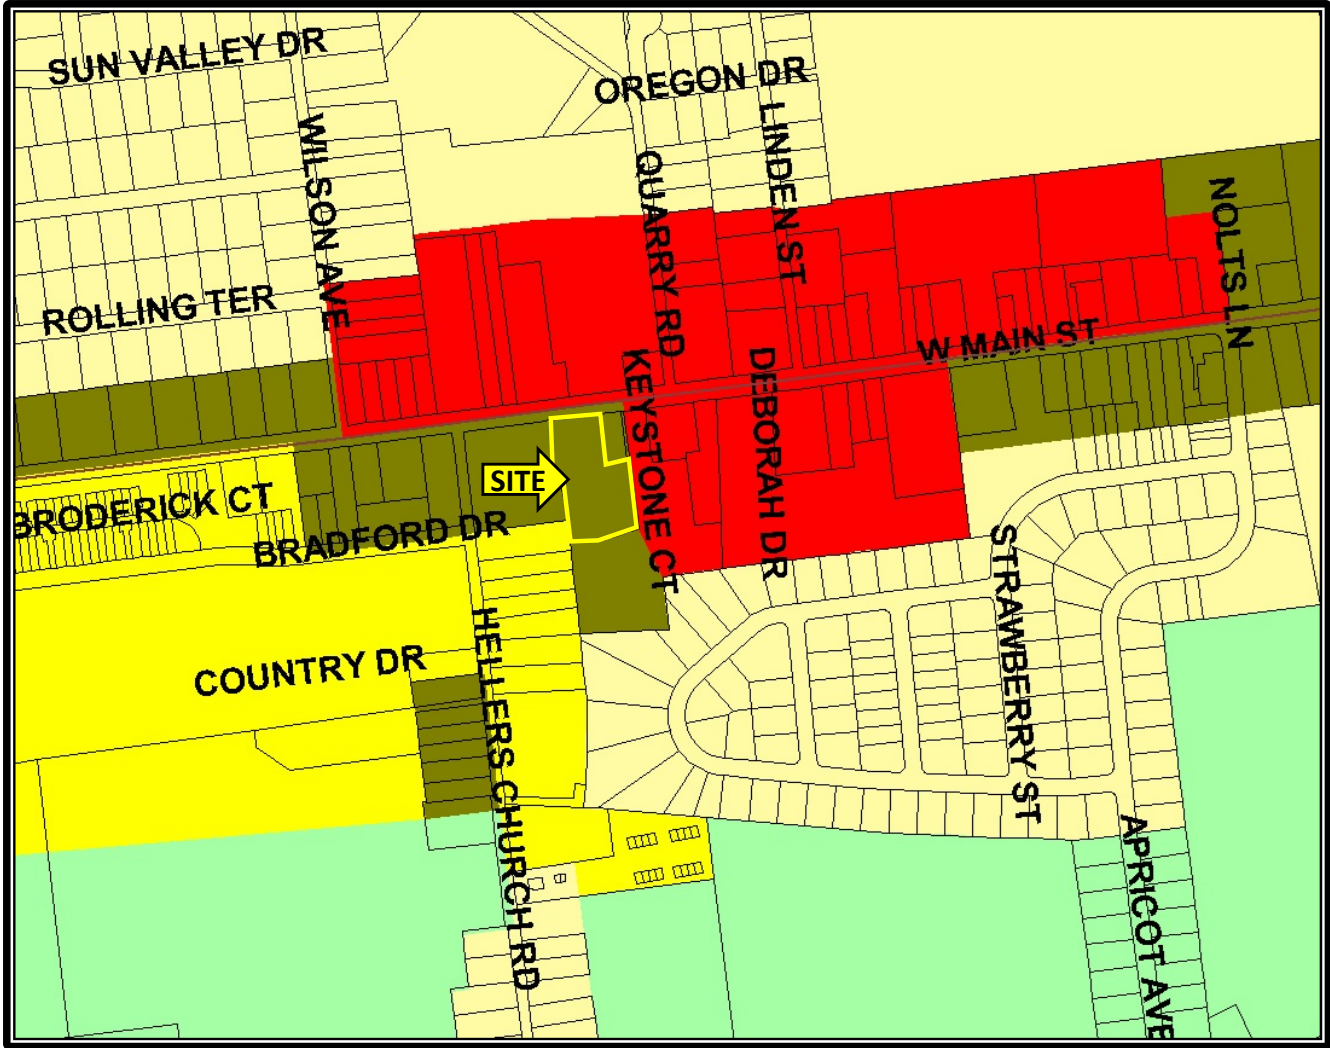 SUN VALLEY DR
OREGON DR
WILSON AVE
LINDEN ST
QUARRY RD
NOLTS LN
ROLLING TER
W MAIN ST
KEYSTONE CT
DEBORAH DR
SITE
BRODERICK CT
BRADFORD DR
STRAWBERRY ST
HELLERS CHURCH RD
COUNTRY DR
APRICOT AVE